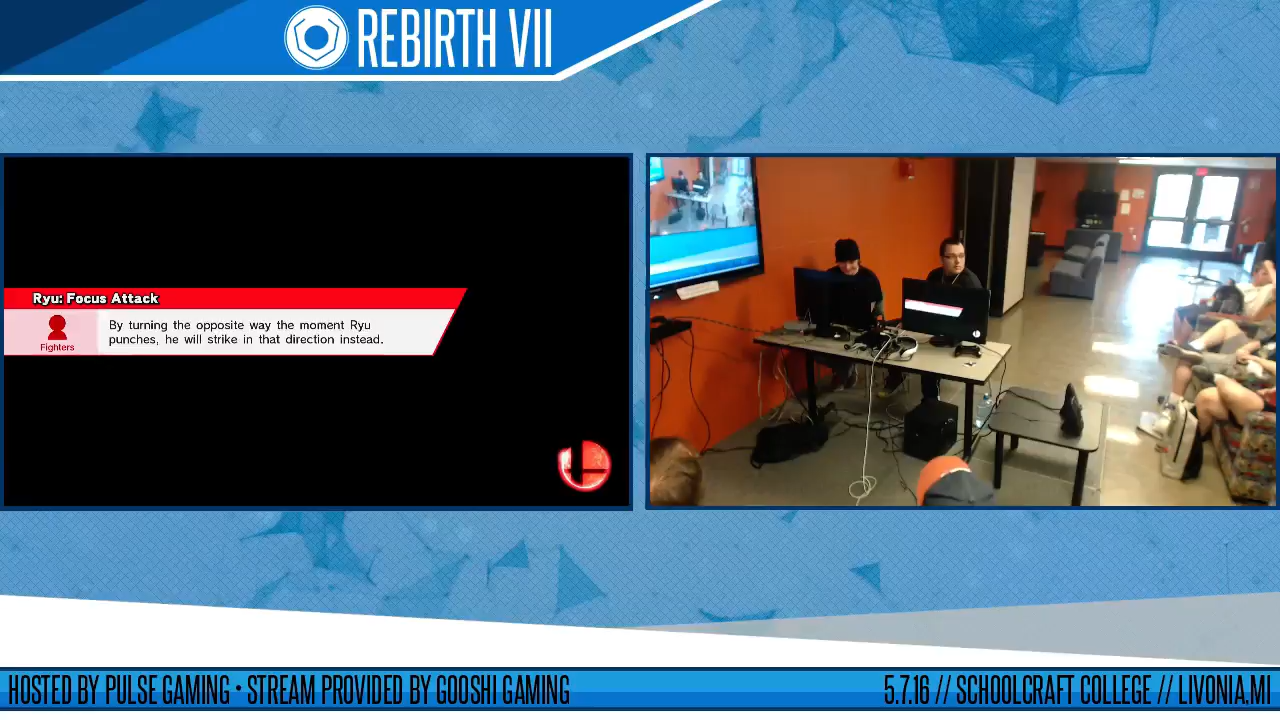 REBIRTH VII
Ryu: Focus Attack
By turning the opposite way the moment Ryu
punches, he will strike in that direction instead.
Fighters
HOSTED BY PULSE GAMING • STREAM PROVIDED BY GOOSHI GAMING
5.7.16 // SCHOOLCRAFT COLLEGE // LIVONIA,MI